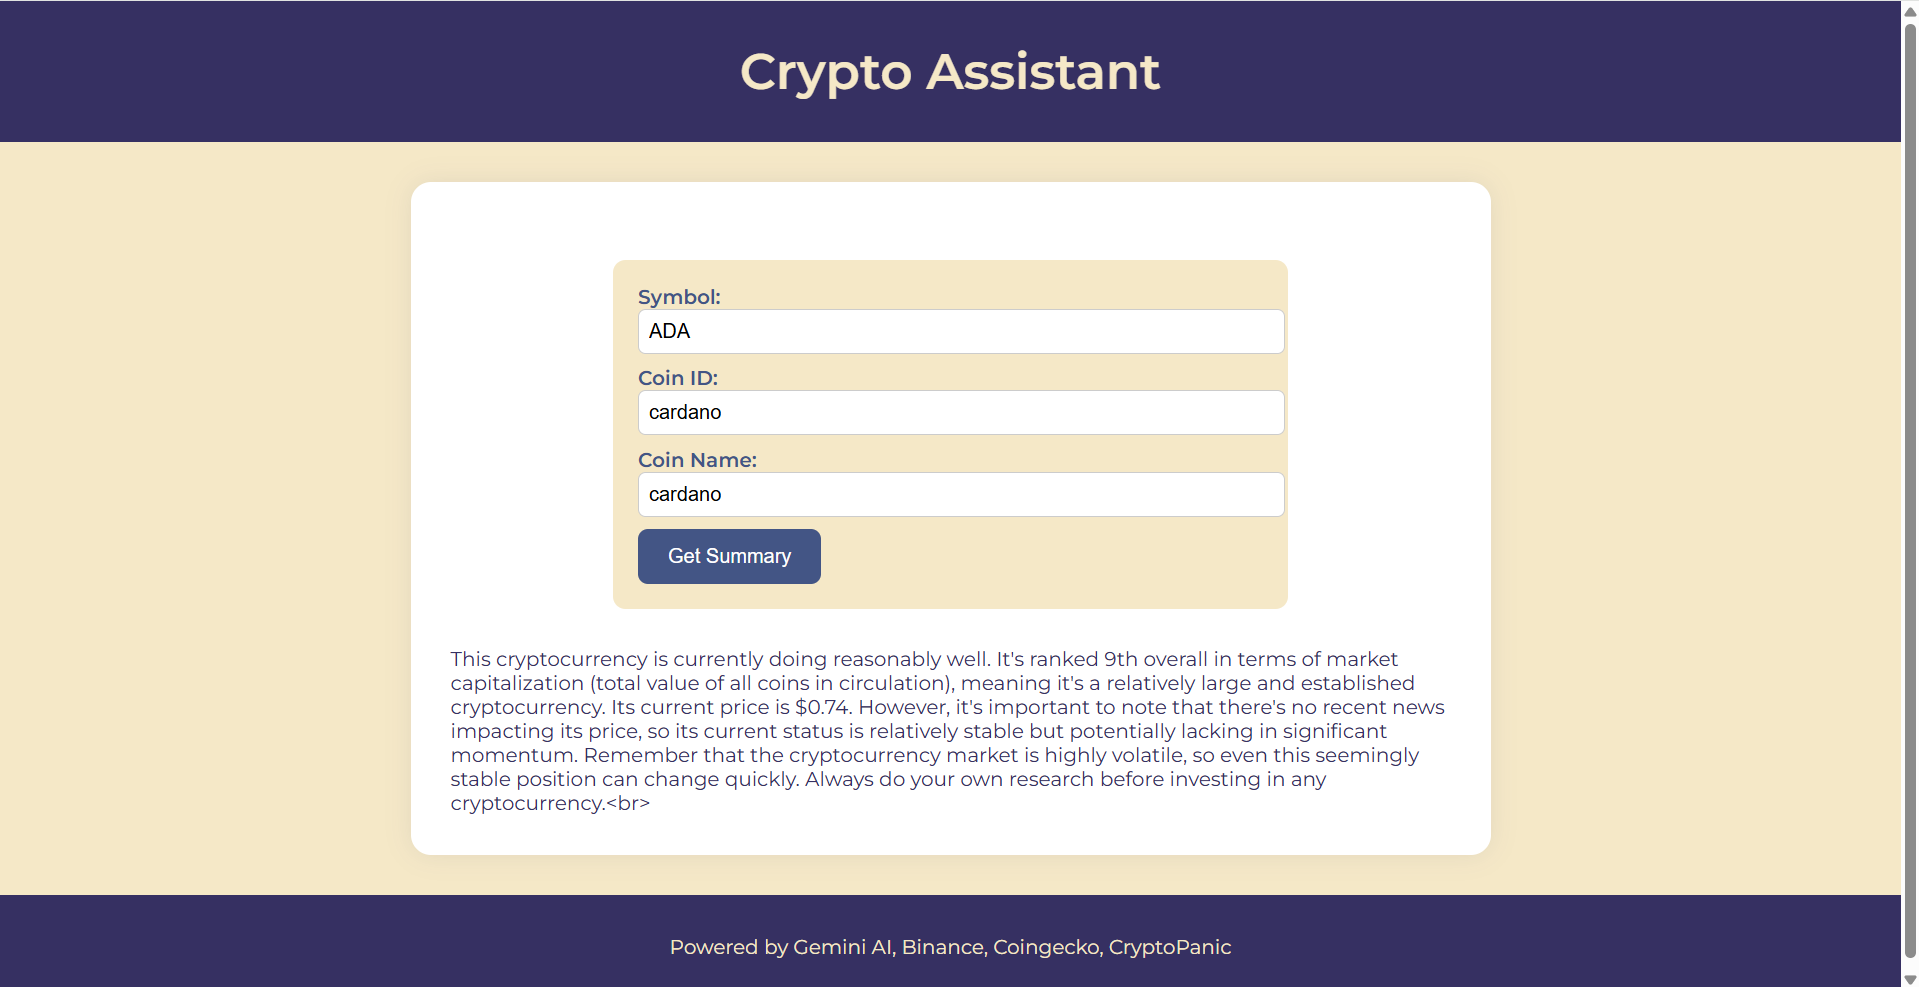 Crypto Assistant
Symbol:
ADA
Coin ID:
cardano
Coin Name:
cardano
Get Summary
This cryptocurrency is currently doing reasonably well. It's ranked 9th overall in terms of market
capitalization (total value of all coins in circulation), meaning it's a relatively large and established
cryptocurrency. Its current price is $0.74. However, it's important to note that there's no recent news
impacting its price, so its current status is relatively stable but potentially lacking in significant
momentum. Remember that the cryptocurrency market is highly volatile, so even this seemingly
stable position can change quickly. Always do your own research before investing in any
cryptocurrency.<br>
Powered by Gemini AI, Binance, Coingecko, CryptoPanic